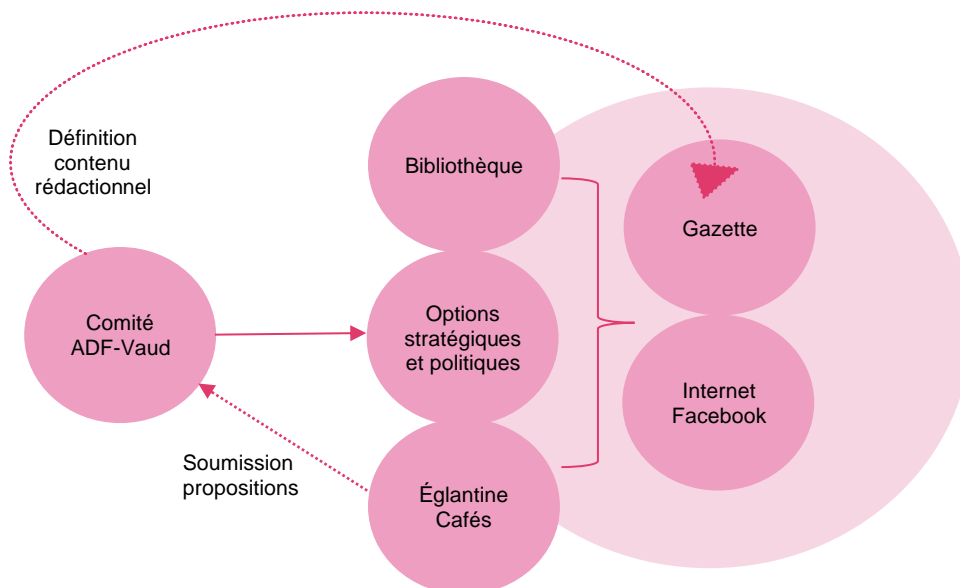 Définition
contenu
rédactionnel
Bibliothèque
Gazette
Comité
ADF-Vaud
Options
stratégiques
et politiques
Internet
Facebook
Soumission
propositions
Églantine
Cafés